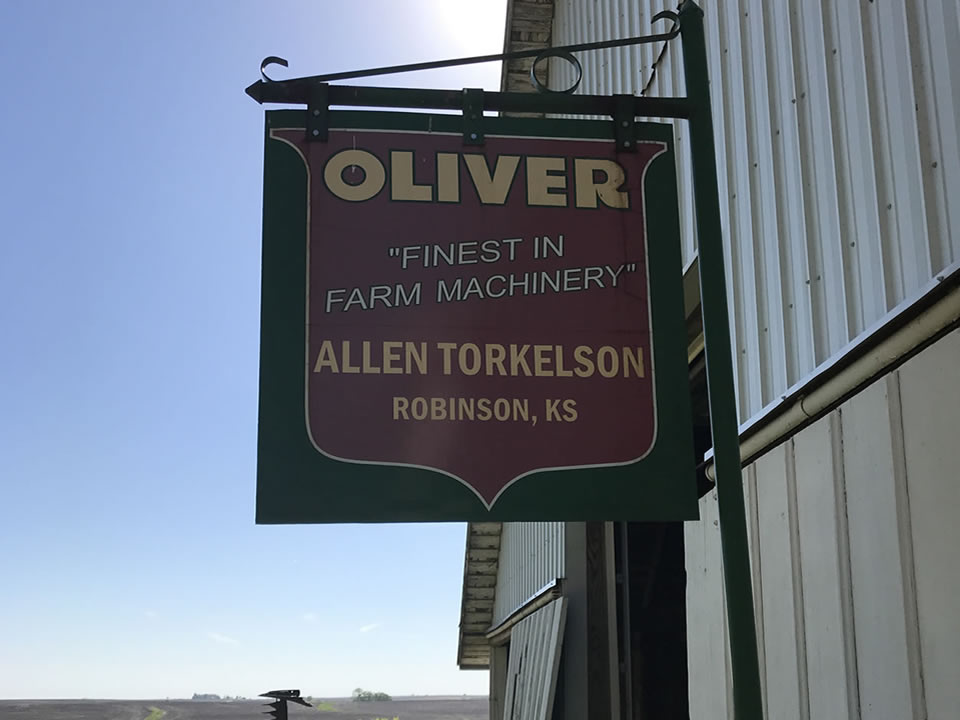 OLIVER
"FINEST IN
FARM MACHINERY"
ALLEN TORKELSON
ROBINSON, KS